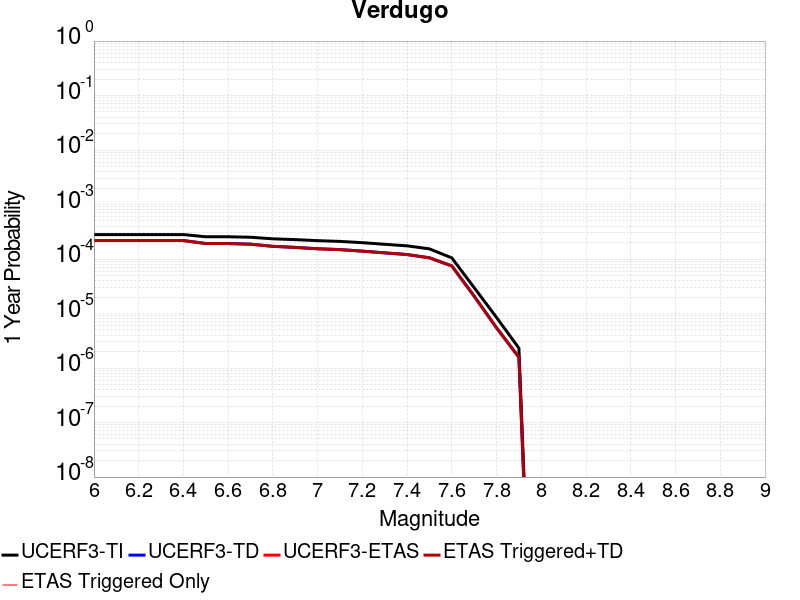 Verdugo
10^0
10^-1
10^-2
10^-3
10^-4
10^-5
10^-6
10^-7
10^-8
1 Year Probability
6 6.2 6.4 6.6 6.8 7 7.2 7.4 7.6 7.8 8 8.2 8.4 8.6 8.8 9
Magnitude
UCERF3-TI UCERF3-TD UCERF3-ETAS ETAS Triggered+TD
ETAS Triggered Only